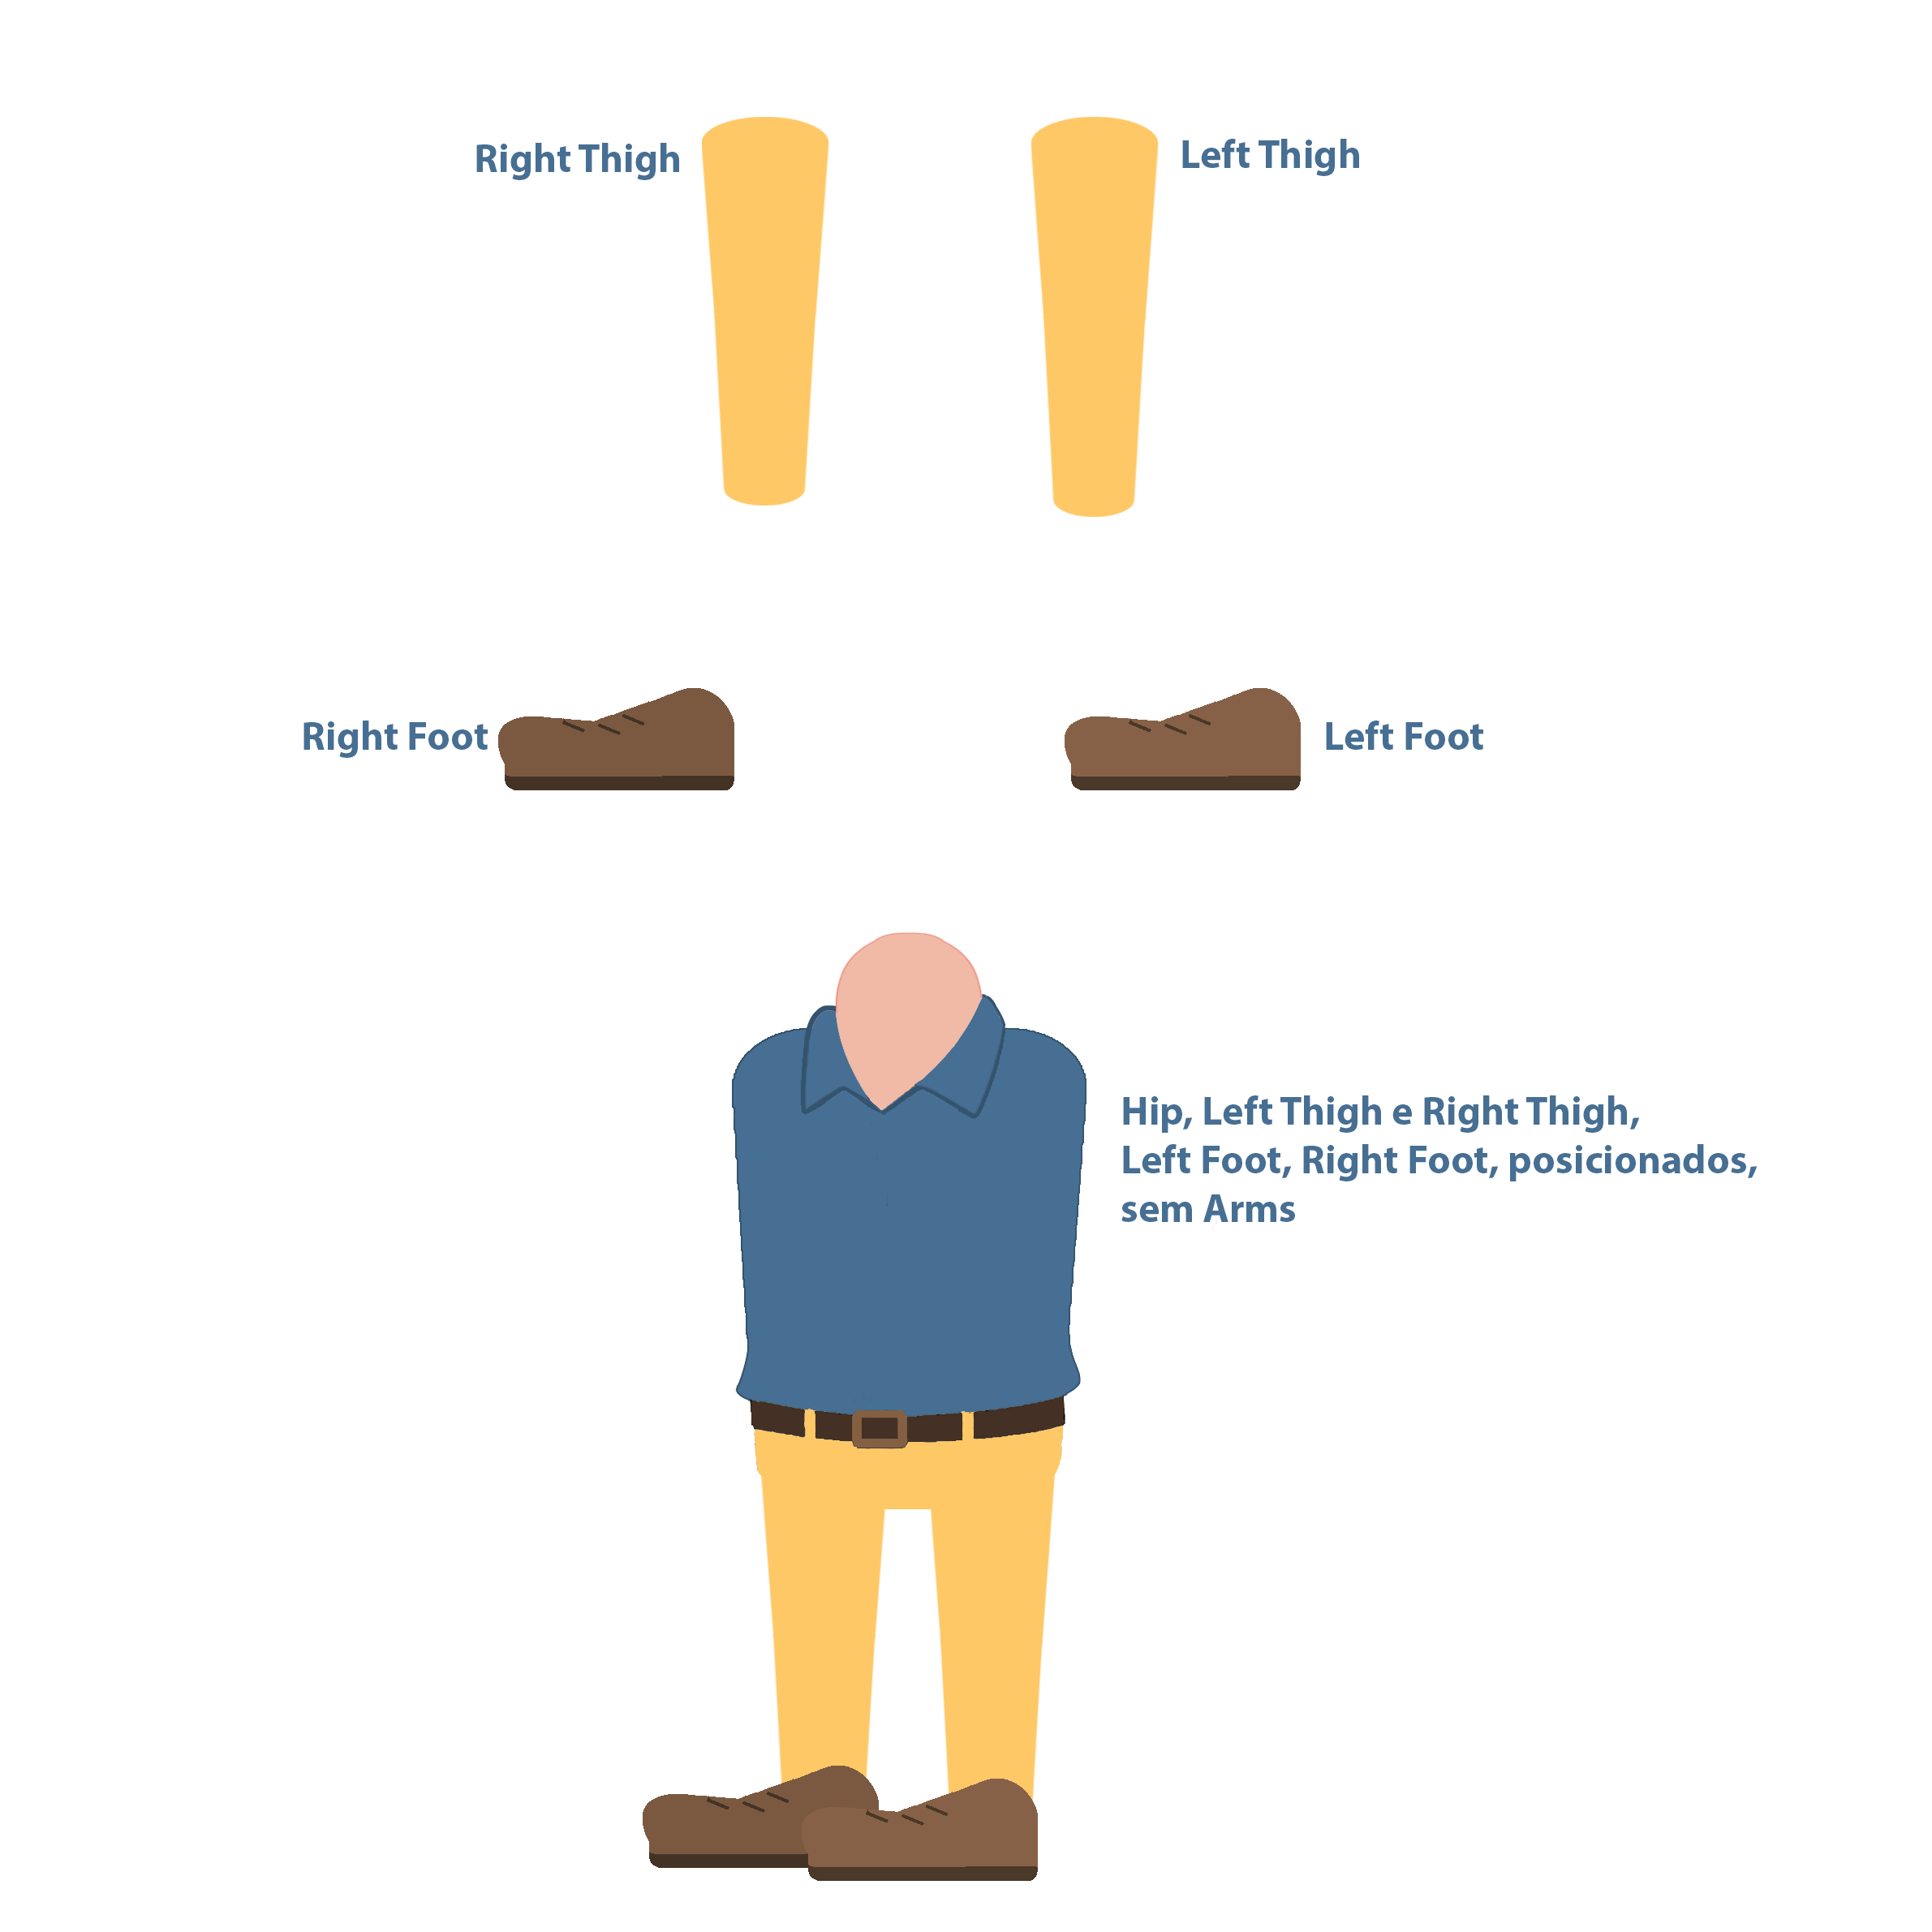 Right Thigh
Left Thigh
Right Foot
Left Foot
Hip, Left Thigh e Right Thigh,
Left Foot, Right Foot, posicionados,
sem Arms